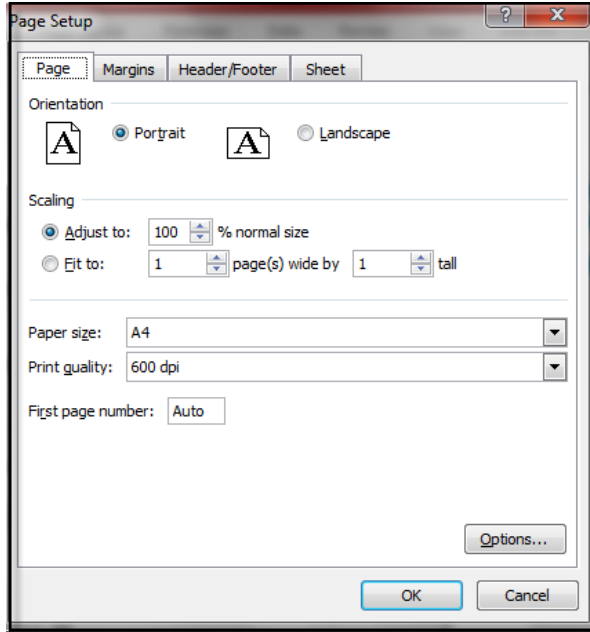 Page Setup
?
X
Page Margins Header/Footer Sheet
Orientation
A Portrait A Landscape
Scaling
Adjust to: 100 % normal size
Fit to: 1 page(s) wide by 1 tall
Paper size: A4
Print quality: 600 dpi
First page number: Auto
Options...
OK Cancel